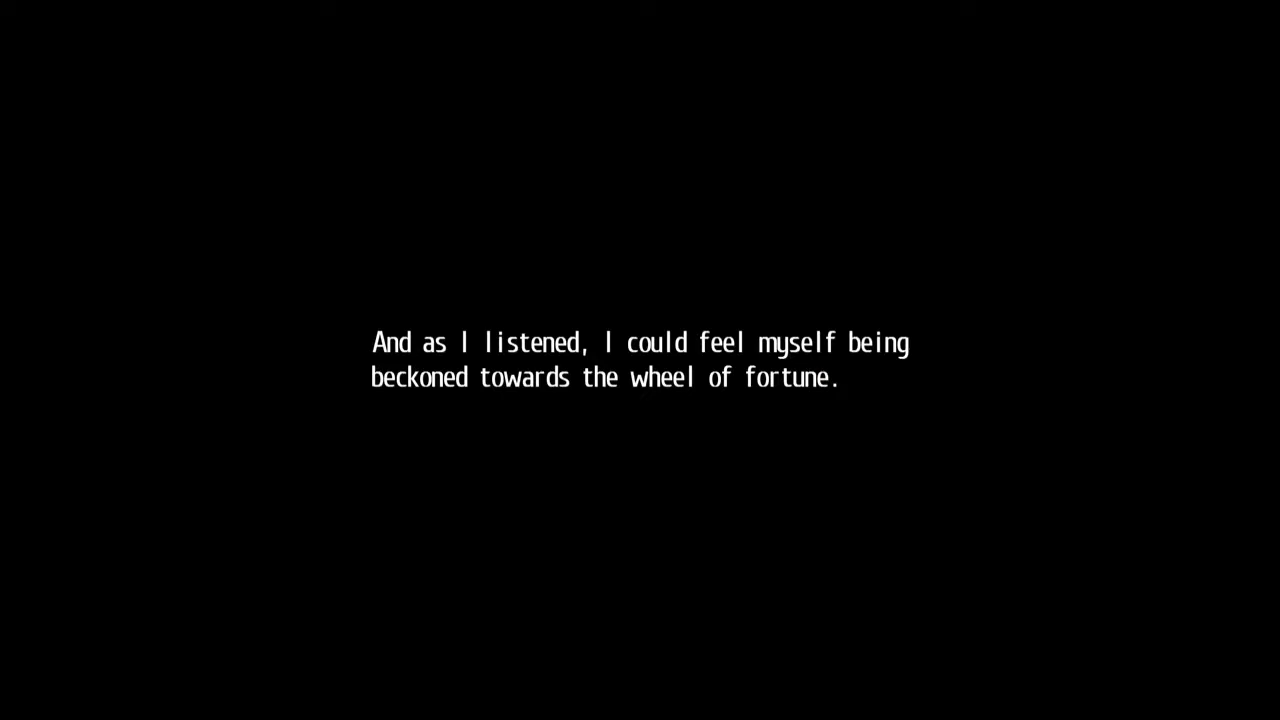 And as I listened, I could feel myself being
beckoned towards the wheel of fortune.